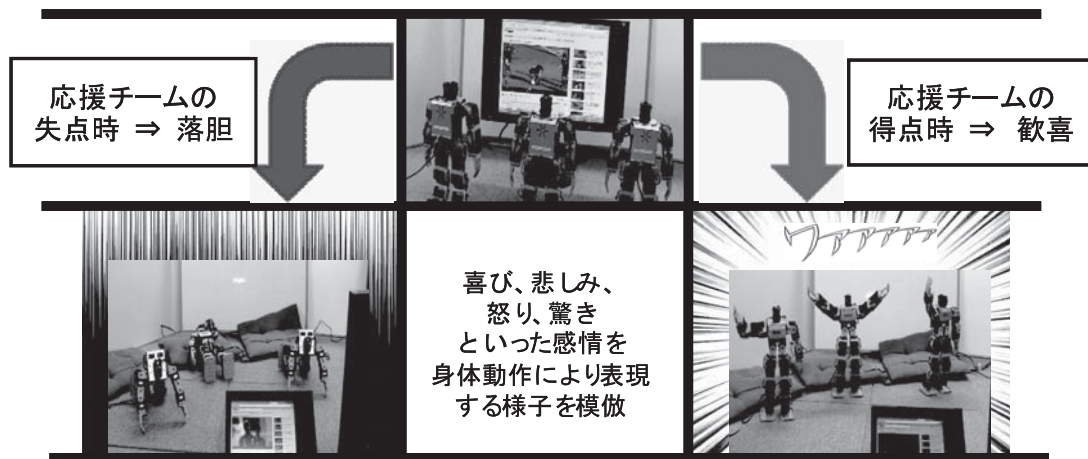 応援チームの
失点時 ⇒ 落胆
応援チームの
得点時 ⇒ 歓喜
ワァァァァァ
喜び、悲しみ、
怒り、驚き
といった感情を
身体動作により表現
する様子を模倣